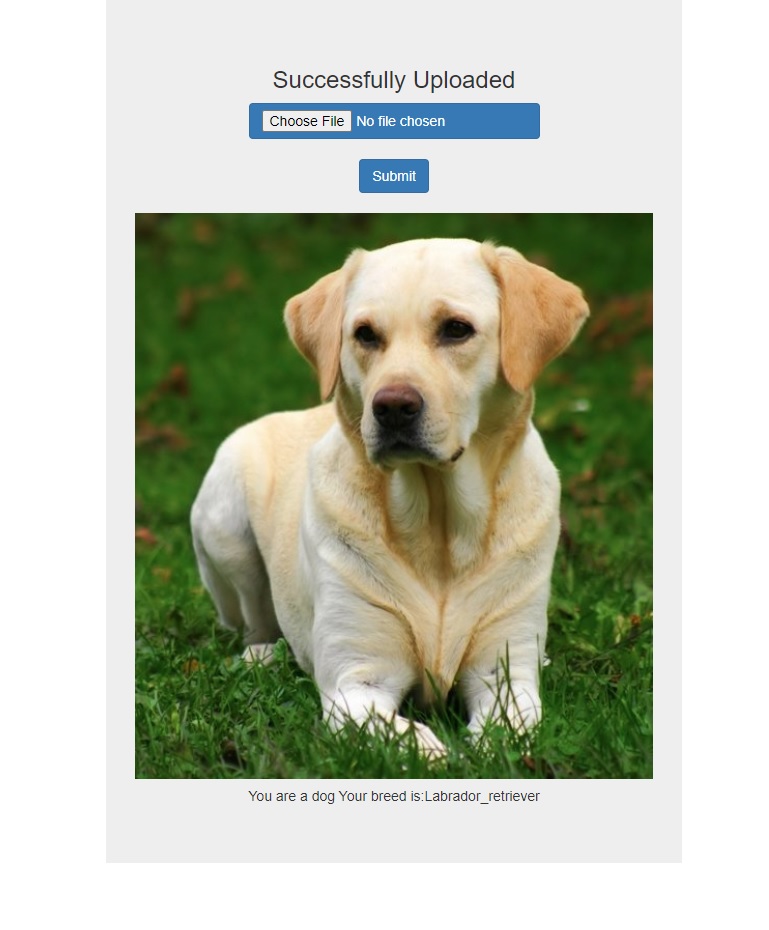 Successfully Uploaded
Choose File No file chosen
Submit
You are a dog Your breed is:Labrador_retriever